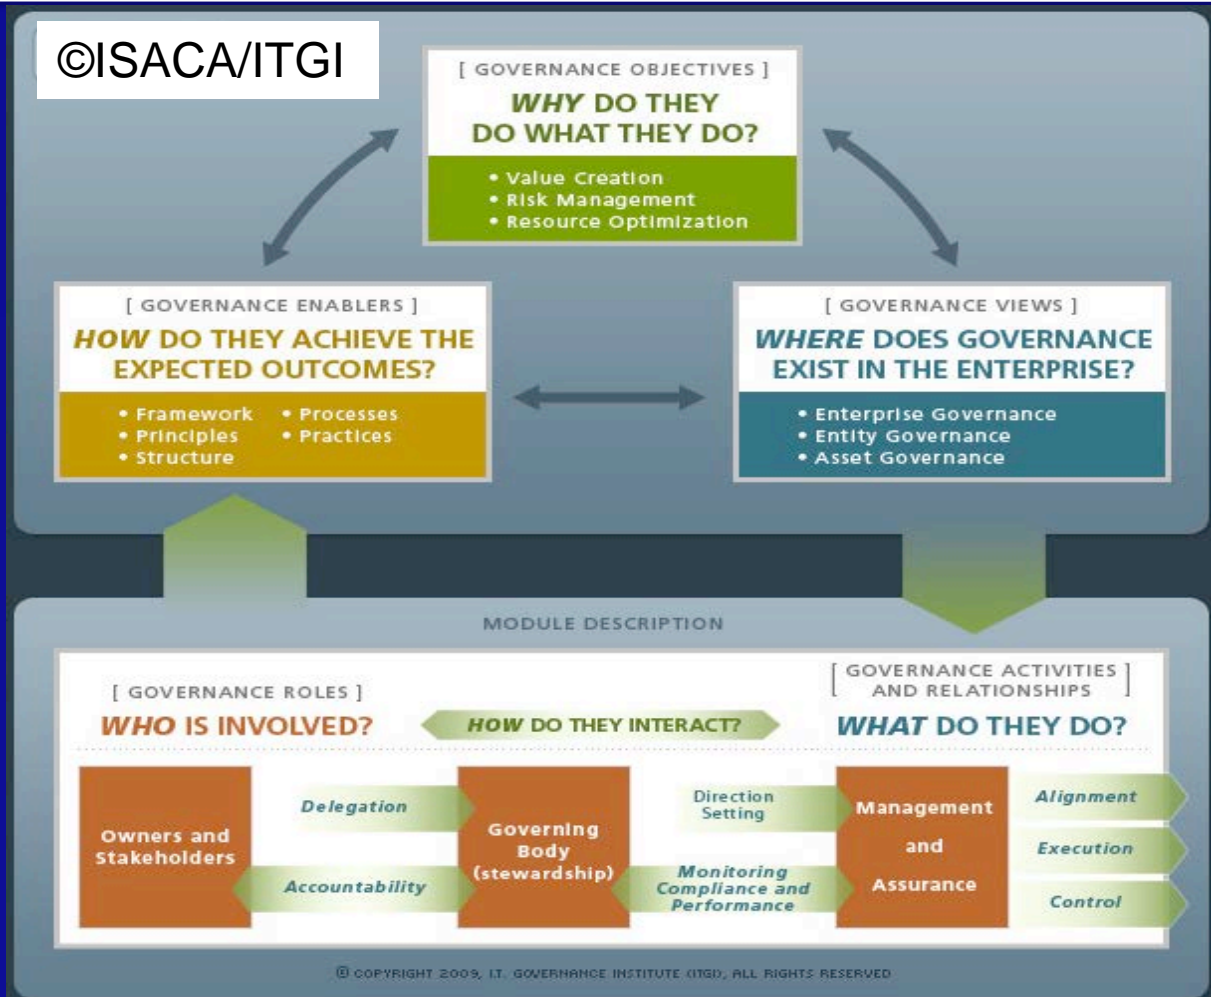 ©ISACA/ITGI
[ GOVERNANCE OBJECTIVES ]
WHY DO THEY
DO WHAT THEY DO?
• Value Creation
• Risk Management
• Resource Optimization
[ GOVERNANCE ENABLERS ]
HOW DO THEY ACHIEVE THE
EXPECTED OUTCOMES?
• Framework • Processes
• Principles • Practices
• Structure
[ GOVERNANCE VIEWS ]
WHERE DOES GOVERNANCE
EXIST IN THE ENTERPRISE?
• Enterprise Governance
• Entity Governance
• Asset Governance
MODULE DESCRIPTION
[ GOVERNANCE ROLES ]
WHO IS INVOLVED?
HOW DO THEY INTERACT?
[ GOVERNANCE ACTIVITIES
AND RELATIONSHIPS ]
WHAT DO THEY DO?
Owners and
Stakeholders
Delegation
Accountability
Governing
Body
(stewardship)
Direction
Setting
Monitoring
Compliance and
Performance
Management
and
Assurance
Alignment
Execution
Control
© COPYRIGHT 2009, I.T. GOVERNANCE INSTITUTE (ITGI), ALL RIGHTS RESERVED